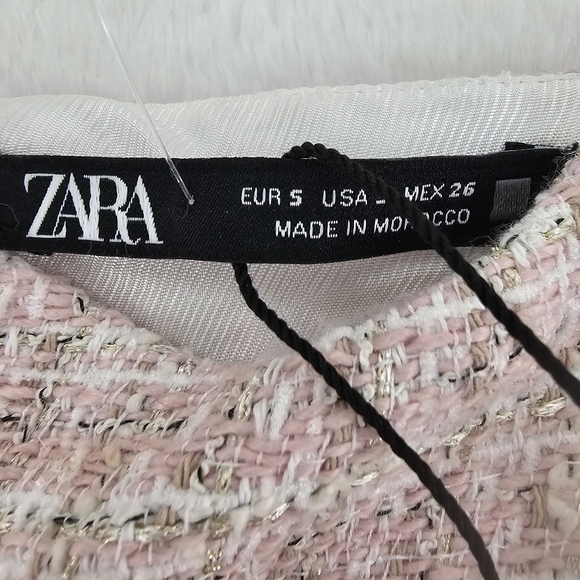 ZARA
EUR S USA MEX 26
MADE IN MOROCCO